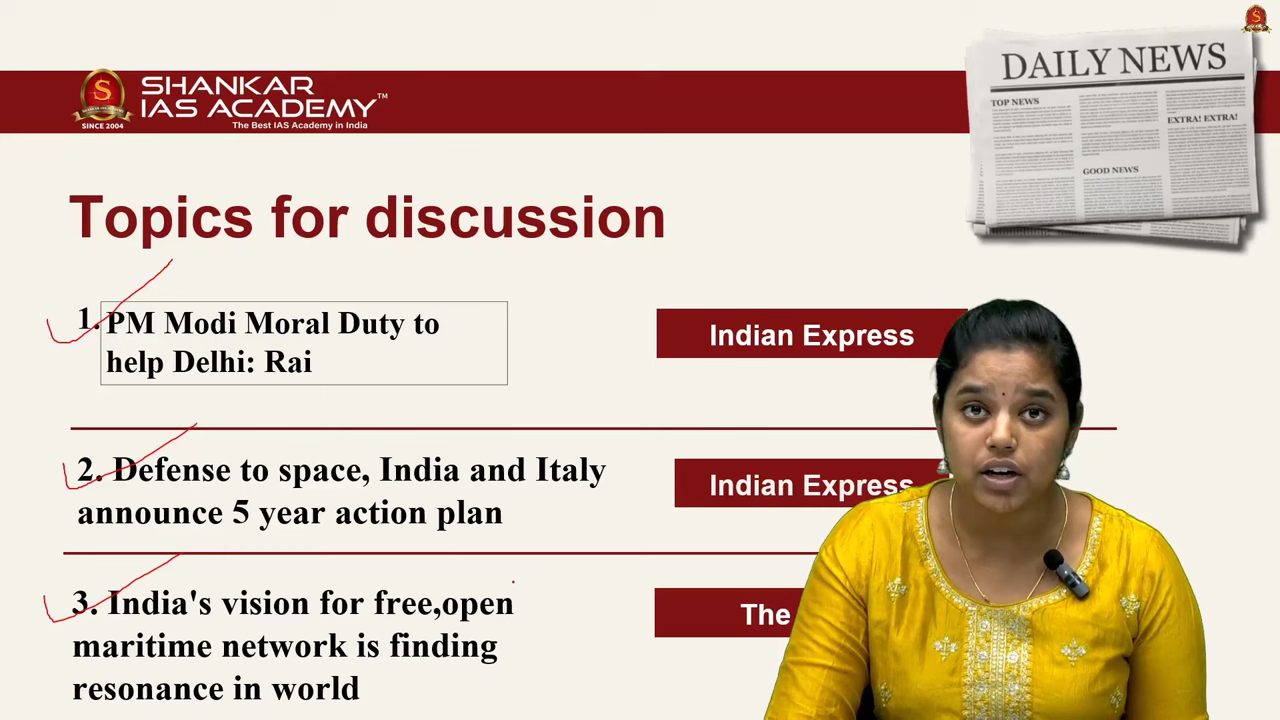 SHANKAR
IAS ACADEMY™
The Best IAS Academy in India
SINCE 2004
DAILY NEWS
TOP NEWS
EXTRA! EXTRA!
GOOD NEWS
Topics for discussion
1. PM Modi Moral Duty to
help Delhi: Rai
Indian Express
2. Defense to space, India and Italy
announce 5 year action plan
Indian Express
3. India's vision for free,open
maritime network is finding
resonance in world
The